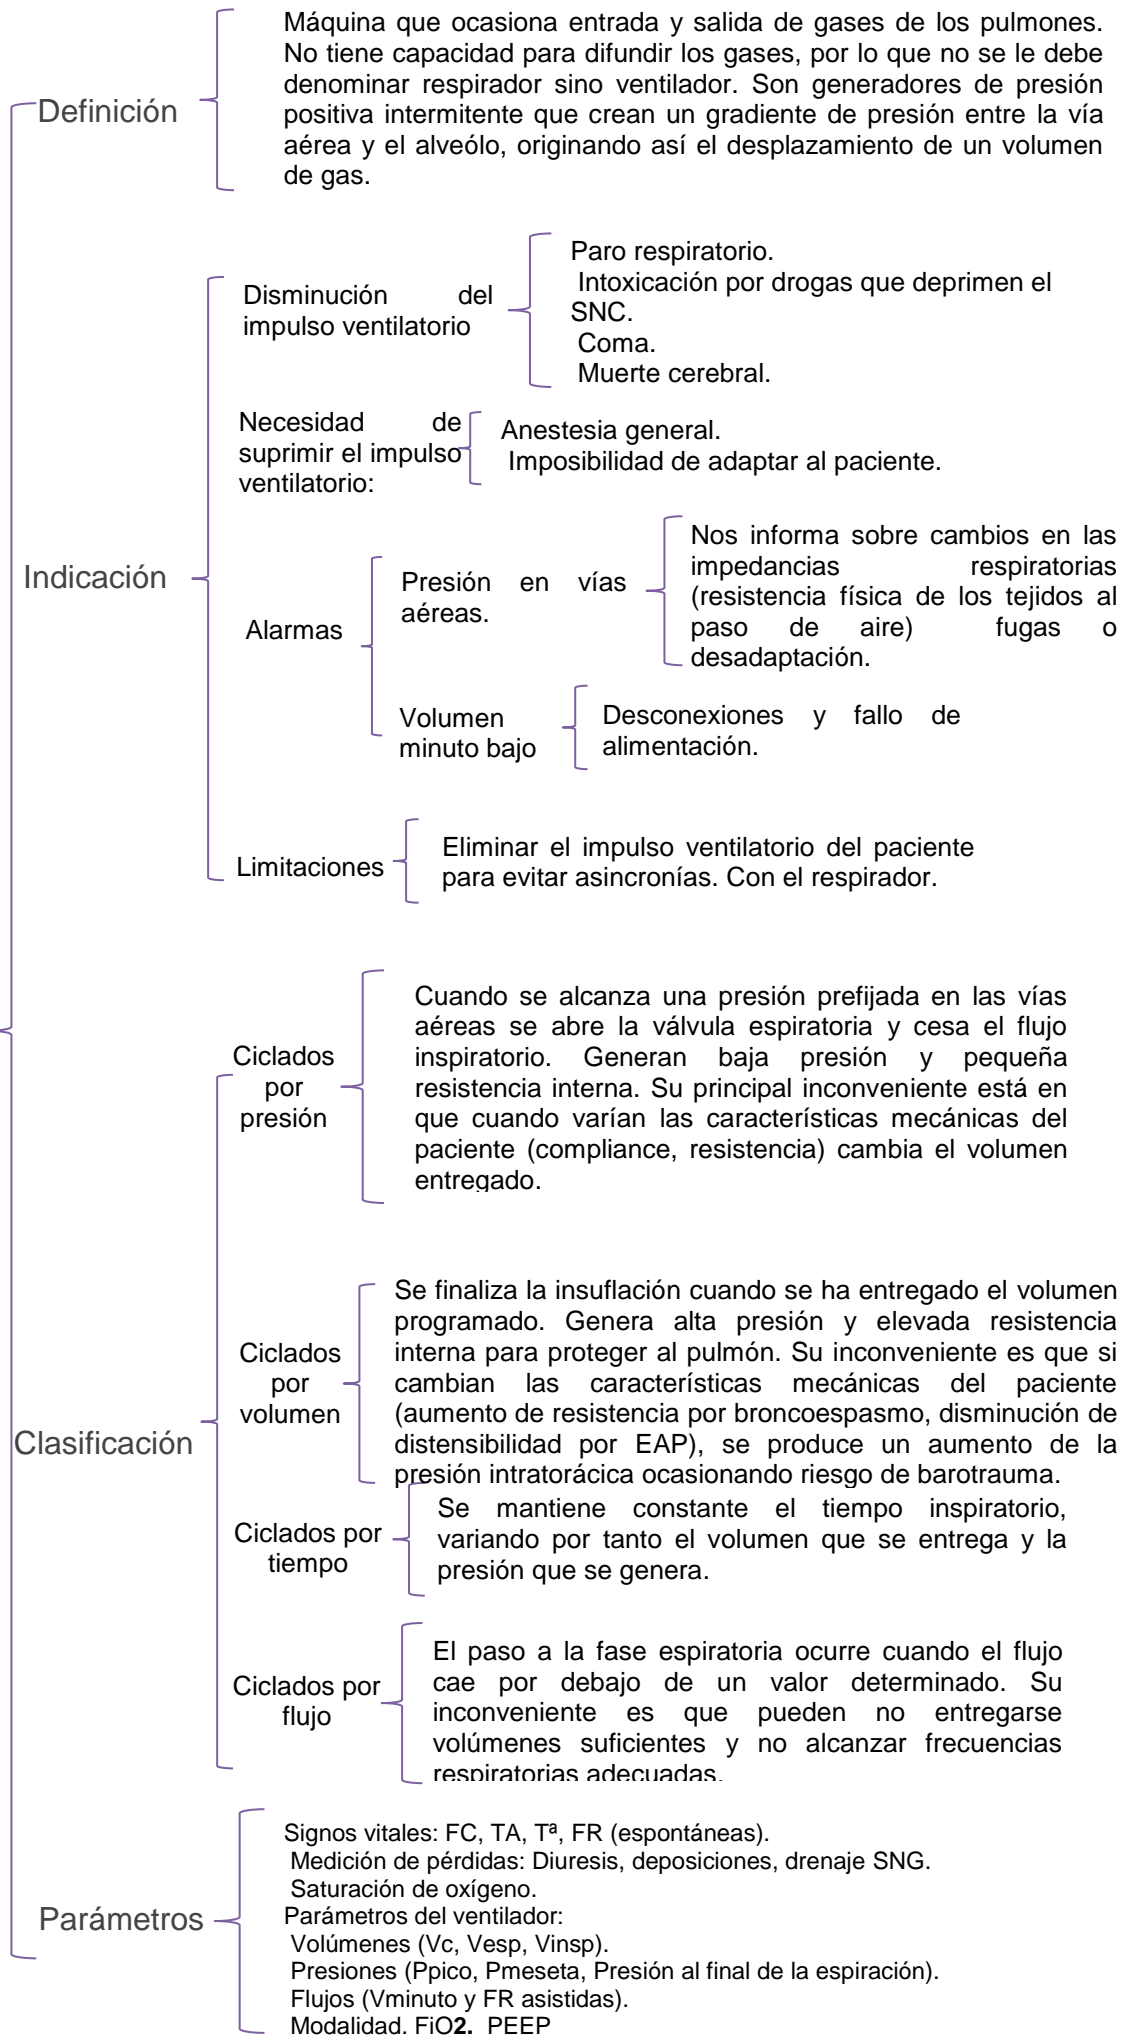 Definición
Máquina que ocasiona entrada y salida de gases de los pulmones.
No tiene capacidad para difundir los gases, por lo que no se le debe
denominar respirador sino ventilador. Son generadores de presión
positiva intermitente que crean un gradiente de presión entre la vía
aérea y el alveólo, originando así el desplazamiento de un volumen
de gas.
Indicación
Disminución del
impulso ventilatorio
Paro respiratorio.
Intoxicación por drogas que deprimen el
SNC.
Coma.
Muerte cerebral.
Necesidad de
suprimir el impulso
ventilatorio:
Anestesia general.
Imposibilidad de adaptar al paciente.
Alarmas
Presión en vías
aéreas.
Nos informa sobre cambios en las
impedancias respiratorias
(resistencia física de los tejidos al
paso de aire) fugas o
desadaptación.
Volumen
minuto bajo
Desconexiones y fallo de
alimentación.
Limitaciones
Eliminar el impulso ventilatorio del paciente
para evitar asincronías. Con el respirador.
Clasificación
Ciclados
por
presión
Cuando se alcanza una presión prefijada en las vías
aéreas se abre la válvula espiratoria y cesa el flujo
inspiratorio. Generan baja presión y pequeña
resistencia interna. Su principal inconveniente está en
que cuando varían las características mecánicas del
paciente (compliance, resistencia) cambia el volumen
entregado.
Ciclados
por
volumen
Se finaliza la insuflación cuando se ha entregado el volumen
programado. Genera alta presión y elevada resistencia
interna para proteger al pulmón. Su inconveniente es que si
cambian las características mecánicas del paciente
(aumento de resistencia por broncoespasmo, disminución de
distensibilidad por EAP), se produce un aumento de la
presión intratorácica ocasionando riesgo de barotrauma.
Ciclados por
tiempo
Se mantiene constante el tiempo inspiratorio,
variando por tanto el volumen que se entrega y la
presión que se genera.
Ciclados por
flujo
El paso a la fase espiratoria ocurre cuando el flujo
cae por debajo de un valor determinado. Su
inconveniente es que pueden no entregarse
volúmenes suficientes y no alcanzar frecuencias
respiratorias adecuadas.
Parámetros
Signos vitales: FC, TA, Tª, FR (espontáneas).
Medición de pérdidas: Diuresis, deposiciones, drenaje SNG.
Saturación de oxígeno.
Parámetros del ventilador:
Volúmenes (Vc, Vesp, Vinsp).
Presiones (Ppico, Pmeseta, Presión al final de la espiración).
Flujos (Vminuto y FR asistidas).
Modalidad. FiO2. PEEP